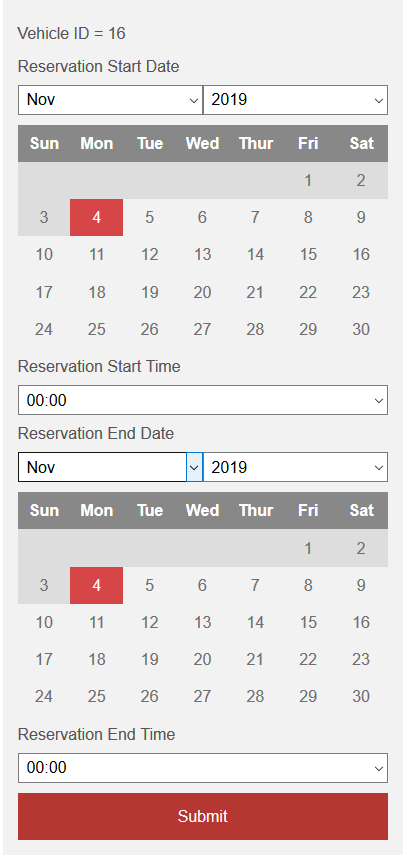 Vehicle ID = 16
Reservation Start Date
Nov 2019
Sun Mon Tue Wed Thur Fri Sat
1 2
3 4 5 6 7 8 9
10 11 12 13 14 15 16
17 18 19 20 21 22 23
24 25 26 27 28 29 30
Reservation Start Time
00:00
Reservation End Date
Nov 2019
Sun Mon Tue Wed Thur Fri Sat
1 2
3 4 5 6 7 8 9
10 11 12 13 14 15 16
17 18 19 20 21 22 23
24 25 26 27 28 29 30
Reservation End Time
00:00
Submit